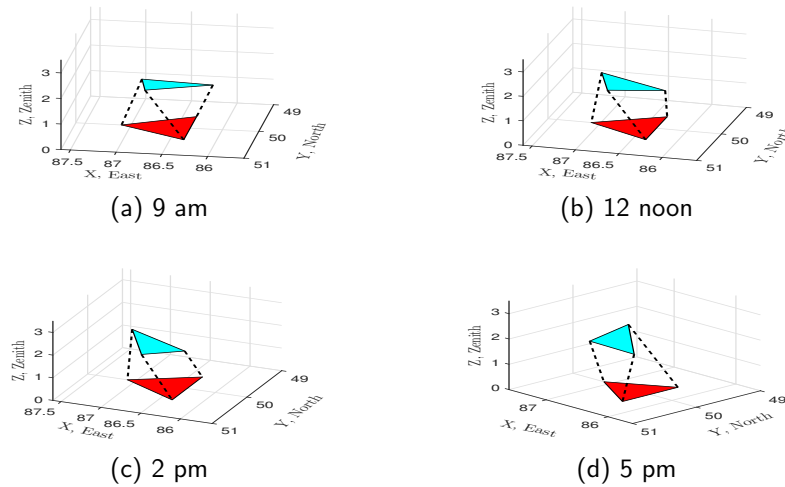 Z, Zenith
3
2
1
0
87.5
87
86.5
86
51
50
49
X, East
Y, North
(a) 9 am
Z, Zenith
3
2
1
0
87.5
87
86.5
86
51
50
49
X, East
Y, North
(b) 12 noon
Z, Zenith
3
2
1
0
87.5
87
86.5
86
51
50
49
X, East
Y, North
(c) 2 pm
Z, Zenith
3
2
1
0
87
86
51
50
49
X, East
Y, North
(d) 5 pm